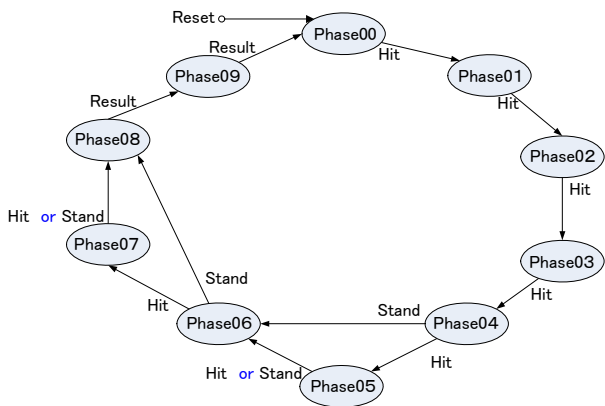 Reset
Phase00
Result
Hit
Phase09
Phase01
Result
Hit
Phase08
Phase02
Hit
Hit or Stand
Phase07
Phase03
Stand
Hit
Hit
Stand
Phase06
Phase04
Hit
Hit or Stand
Phase05